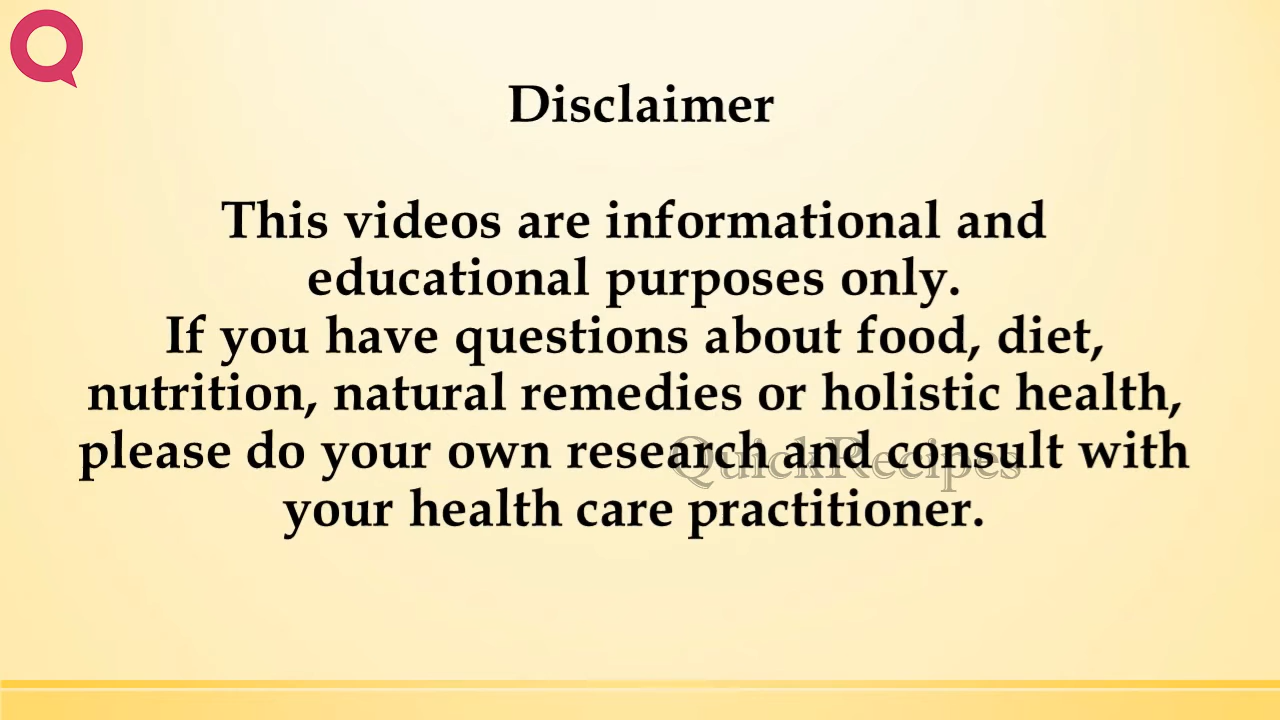 Disclaimer
This videos are informational and
educational purposes only.
If you have questions about food, diet,
nutrition, natural remedies or holistic health,
please do your own research and consult with
your health care practitioner.
QuickRecipes